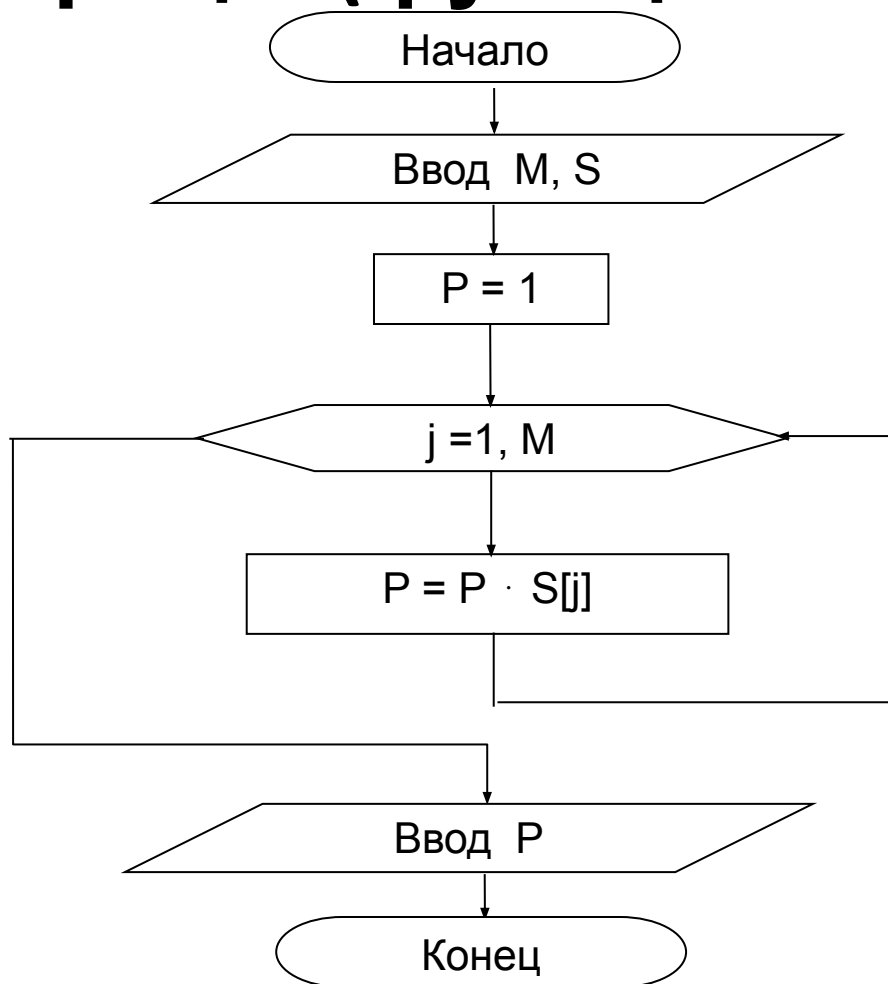 Начало
Ввод M, S
P = 1
j =1, M
P = P · S[j]
Ввод P
Конец